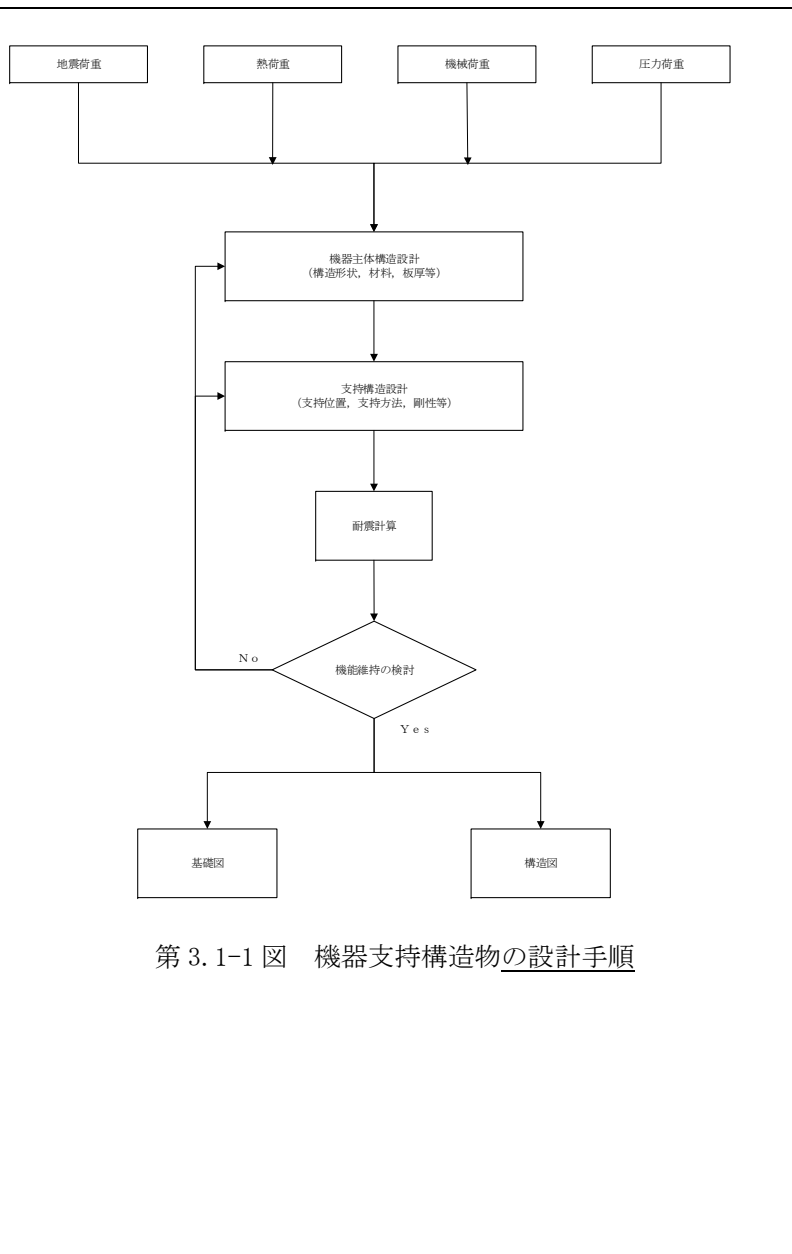 地震荷重
熱荷重
機械荷重
圧力荷重
機器主体構造設計
（構造形状，材料，板厚等）
支持構造設計
（支持位置，支持方法，剛性等）
耐震計算
機能維持の検討
Ｎｏ
Ｙｅｓ
基礎図
構造図
第 3.1-1 図　機器支持構造物の設計手順